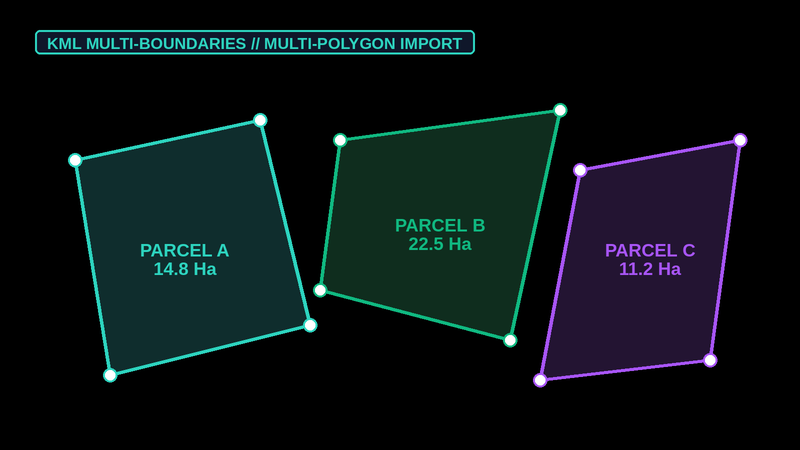 KML MULTI-BOUNDARIES // MULTI-POLYGON IMPORT
PARCEL A
14.8 Ha
PARCEL B
22.5 Ha
PARCEL C
11.2 Ha